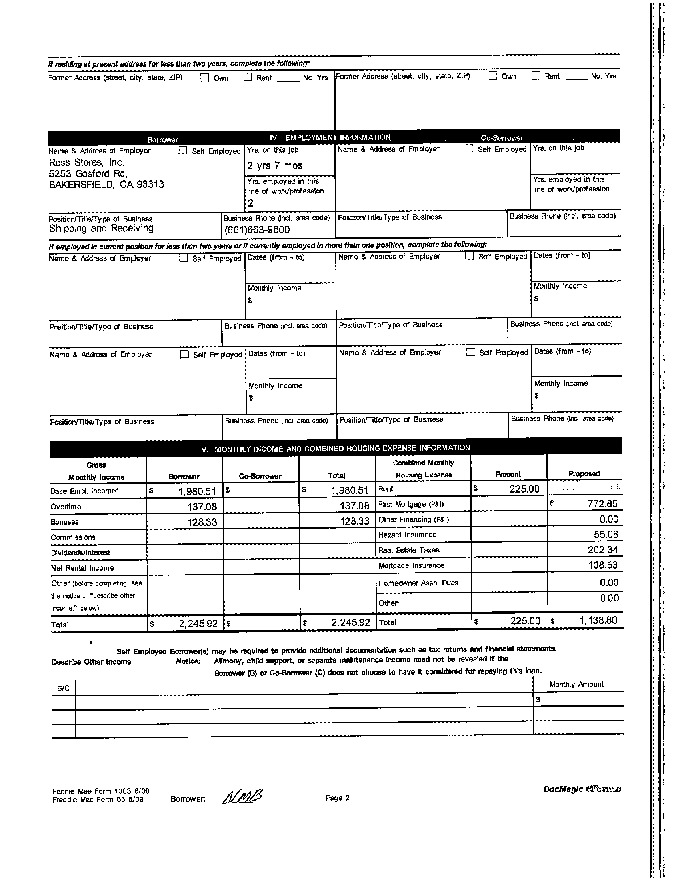 If residing at present address for less than two years, complete the following:
Former Address (street, city, state, ZIP) Own Rent No. Yrs. Former Address (street, city, state, ZIP) Own Rent No. Yrs.
Borrower IV. EMPLOYMENT INFORMATION Co-Borrower
Name & Address of Employer Self Employed Yrs. on this job Name & Address of Employer Self Employed Yrs. on this job
Ross Stores, Inc.
5253 Gosford Rd,
BAKERSFIELD, CA 93313
2 yrs 7 mos
Yrs. employed in this line of work/profession Yrs. employed in this line of work/profession
2
Position/Title/Type of Business Business Phone (incl. area code) Position/Title/Type of Business Business Phone (incl. area code)
Shipping and Receiving (661)663-9800
If employed in current position for less than two years or if currently employed in more than one position, complete the following:
Name & Address of Employer Self Employed Dates (from - to) Name & Address of Employer Self Employed Dates (from - to)
Monthly Income Monthly Income
$ $
Position/Title/Type of Business Business Phone (incl. area code) Position/Title/Type of Business Business Phone (incl. area code)
Name & Address of Employer Self Employed Dates (from - to) Name & Address of Employer Self Employed Dates (from - to)
Monthly Income Monthly Income
$ $
Position/Title/Type of Business Business Phone (incl. area code) Position/Title/Type of Business Business Phone (incl. area code)
V. MONTHLY INCOME AND COMBINED HOUSING EXPENSE INFORMATION
Gross Monthly Income Borrower Co-Borrower Total Combined Monthly Housing Expense Present Proposed
Base Empl. Income* $ 1,980.51 $ $ 1,980.51 Rent $ 225.00
Overtime 137.08 137.08 First Mortgage (P&I) $ 772.85
Bonuses 128.33 128.33 Other Financing (P&I) 0.00
Commissions Hazard Insurance 55.08
Dividends/Interest Real Estate Taxes 202.34
Net Rental Income Mortgage Insurance
Other (before completing, see the notice in "describe other income," below) Homeowner Assn. Dues 0.00
Other 0.00
Total $ 2,245.92 $ $ 2,245.92 Total $ 225.00 $ 1,138.80
* Self Employed Borrower(s) may be required to provide additional documentation such as tax returns and financial statements.
Describe Other Income Notice: Alimony, child support, or separate maintenance income need not be revealed if the
Borrower (B) or Co-Borrower (C) does not choose to have it considered for repaying this loan.
B/C Monthly Amount
$
Fannie Mae Form 1003 6/09
Freddie Mac Form 65 6/09 Borrower: Page 2
DocMagic